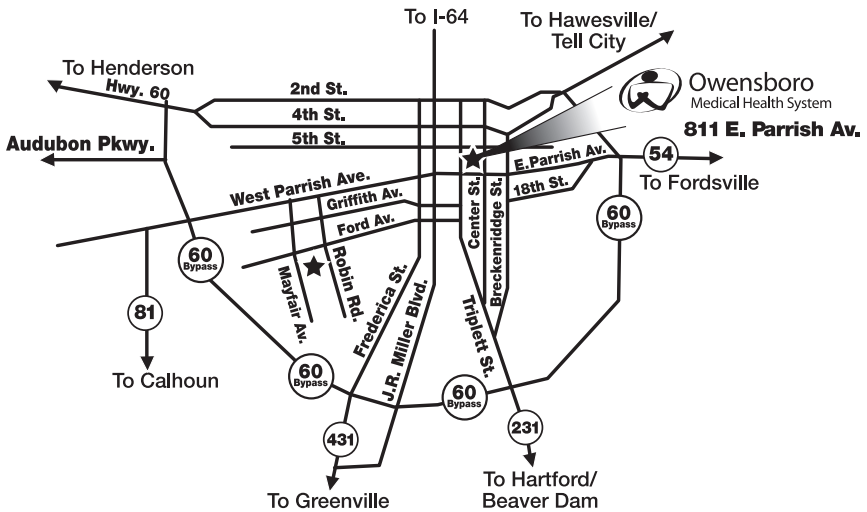 To I-64
To Hawesville/
Tell City
To Henderson
Hwy. 60
2nd St.
4th St.
5th St.
Owensboro
Medical Health System
811 E. Parrish Av.
Audubon Pkwy.
E.Parrish Av.
54
To Fordsville
West Parrish Ave.
Griffith Av.
Ford Av.
18th St.
Center St.
Breckenriddge St.
60
Bypass
60
Bypass
Mayfair Av.
Robin Rd.
Frederica St.
J.R. Miller Blvd.
Triplett St.
81
To Calhoun
60
Bypass
60
Bypass
431
231
To Greenville
To Hartford/
Beaver Dam